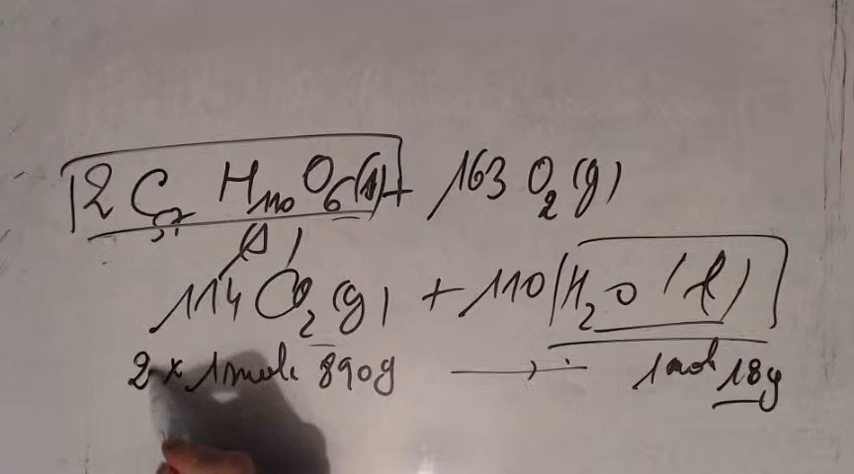 2 C₅₇ H₁₁₀ O₆(s) + 163 O₂(g)
114 CO₂(g) + 110 H₂O (l)
2 x 1 mole 890g → 1 mol 18g